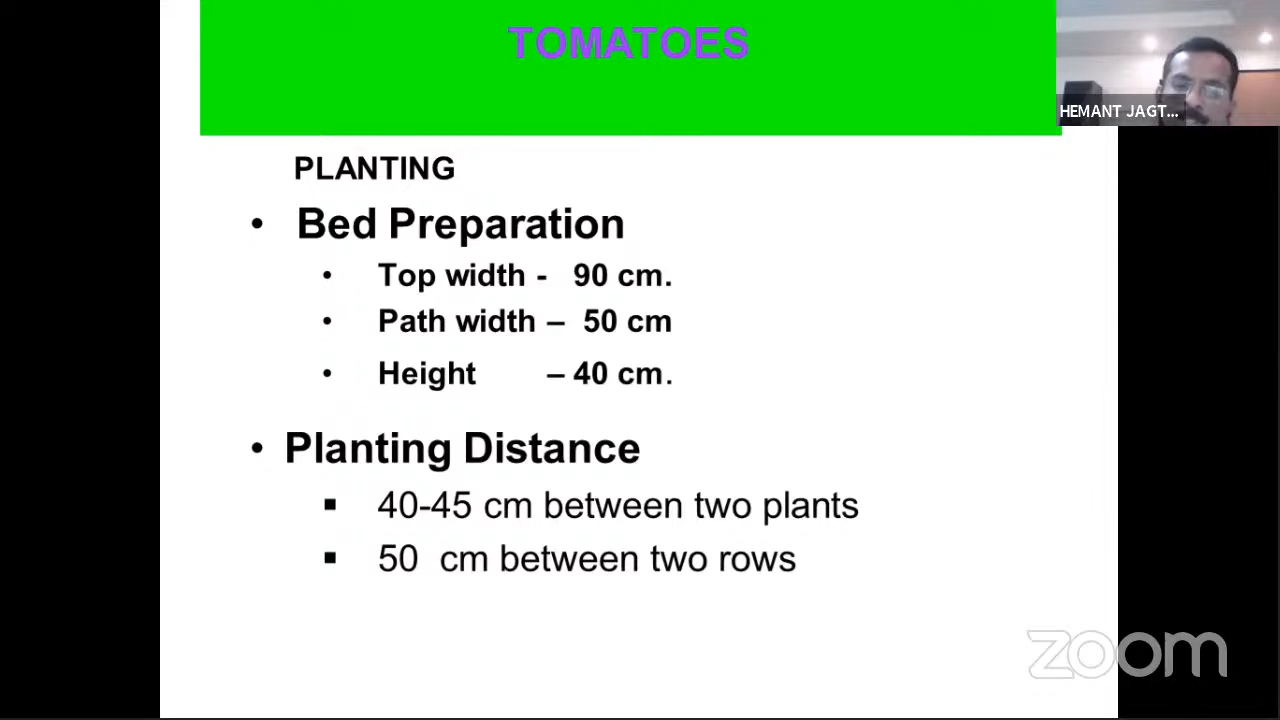 TOMATOES
HEMANT JAGT...
PLANTING
• Bed Preparation
• Top width - 90 cm.
• Path width – 50 cm
• Height – 40 cm.
• Planting Distance
▪ 40-45 cm between two plants
▪ 50 cm between two rows
zoom